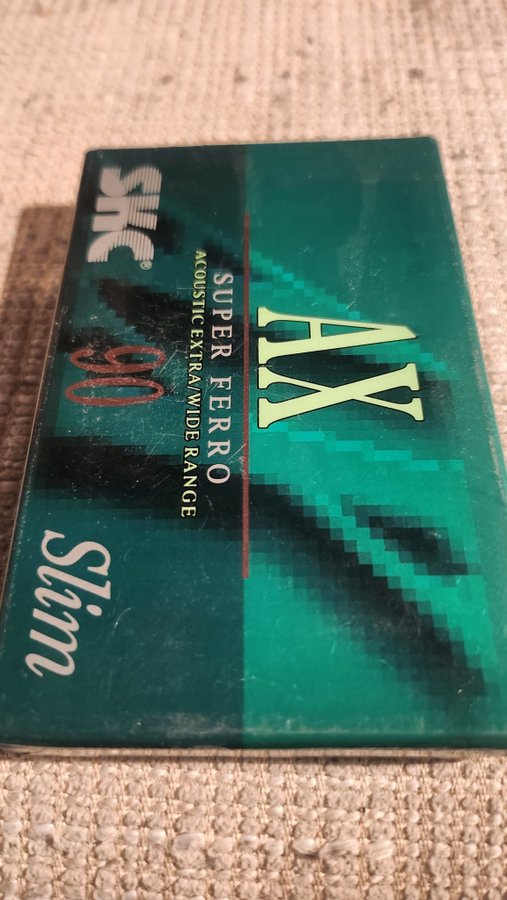 AX
SUPER FERRO
ACOUSTIC EXTRA/WIDE RANGE
SKC®
90
Slim